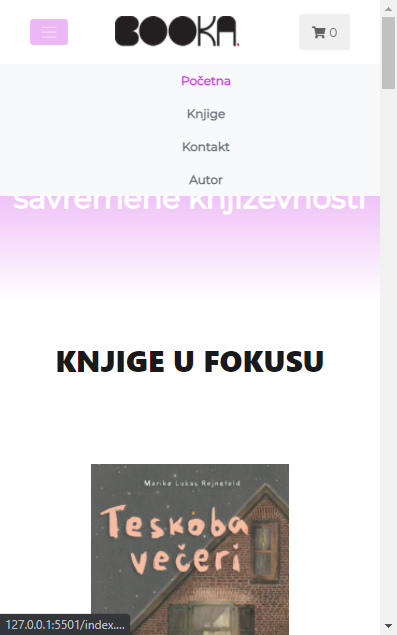 BOOKA.
0
Početna
Knjige
Kontakt
Autor
savremene književnosti
KNJIGE U FOKUSU
Marike Lukas Rejnefeld
Teskoba
večeri
127.0.0.1:5501/index....